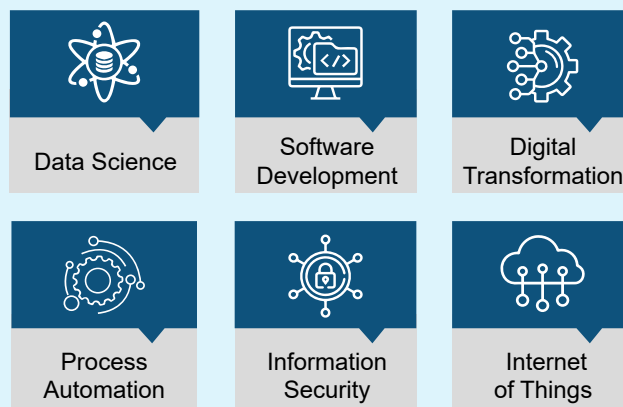 Data Science
Software
Development
Digital
Transformation
Process
Automation
Information
Security
Internet
of Things